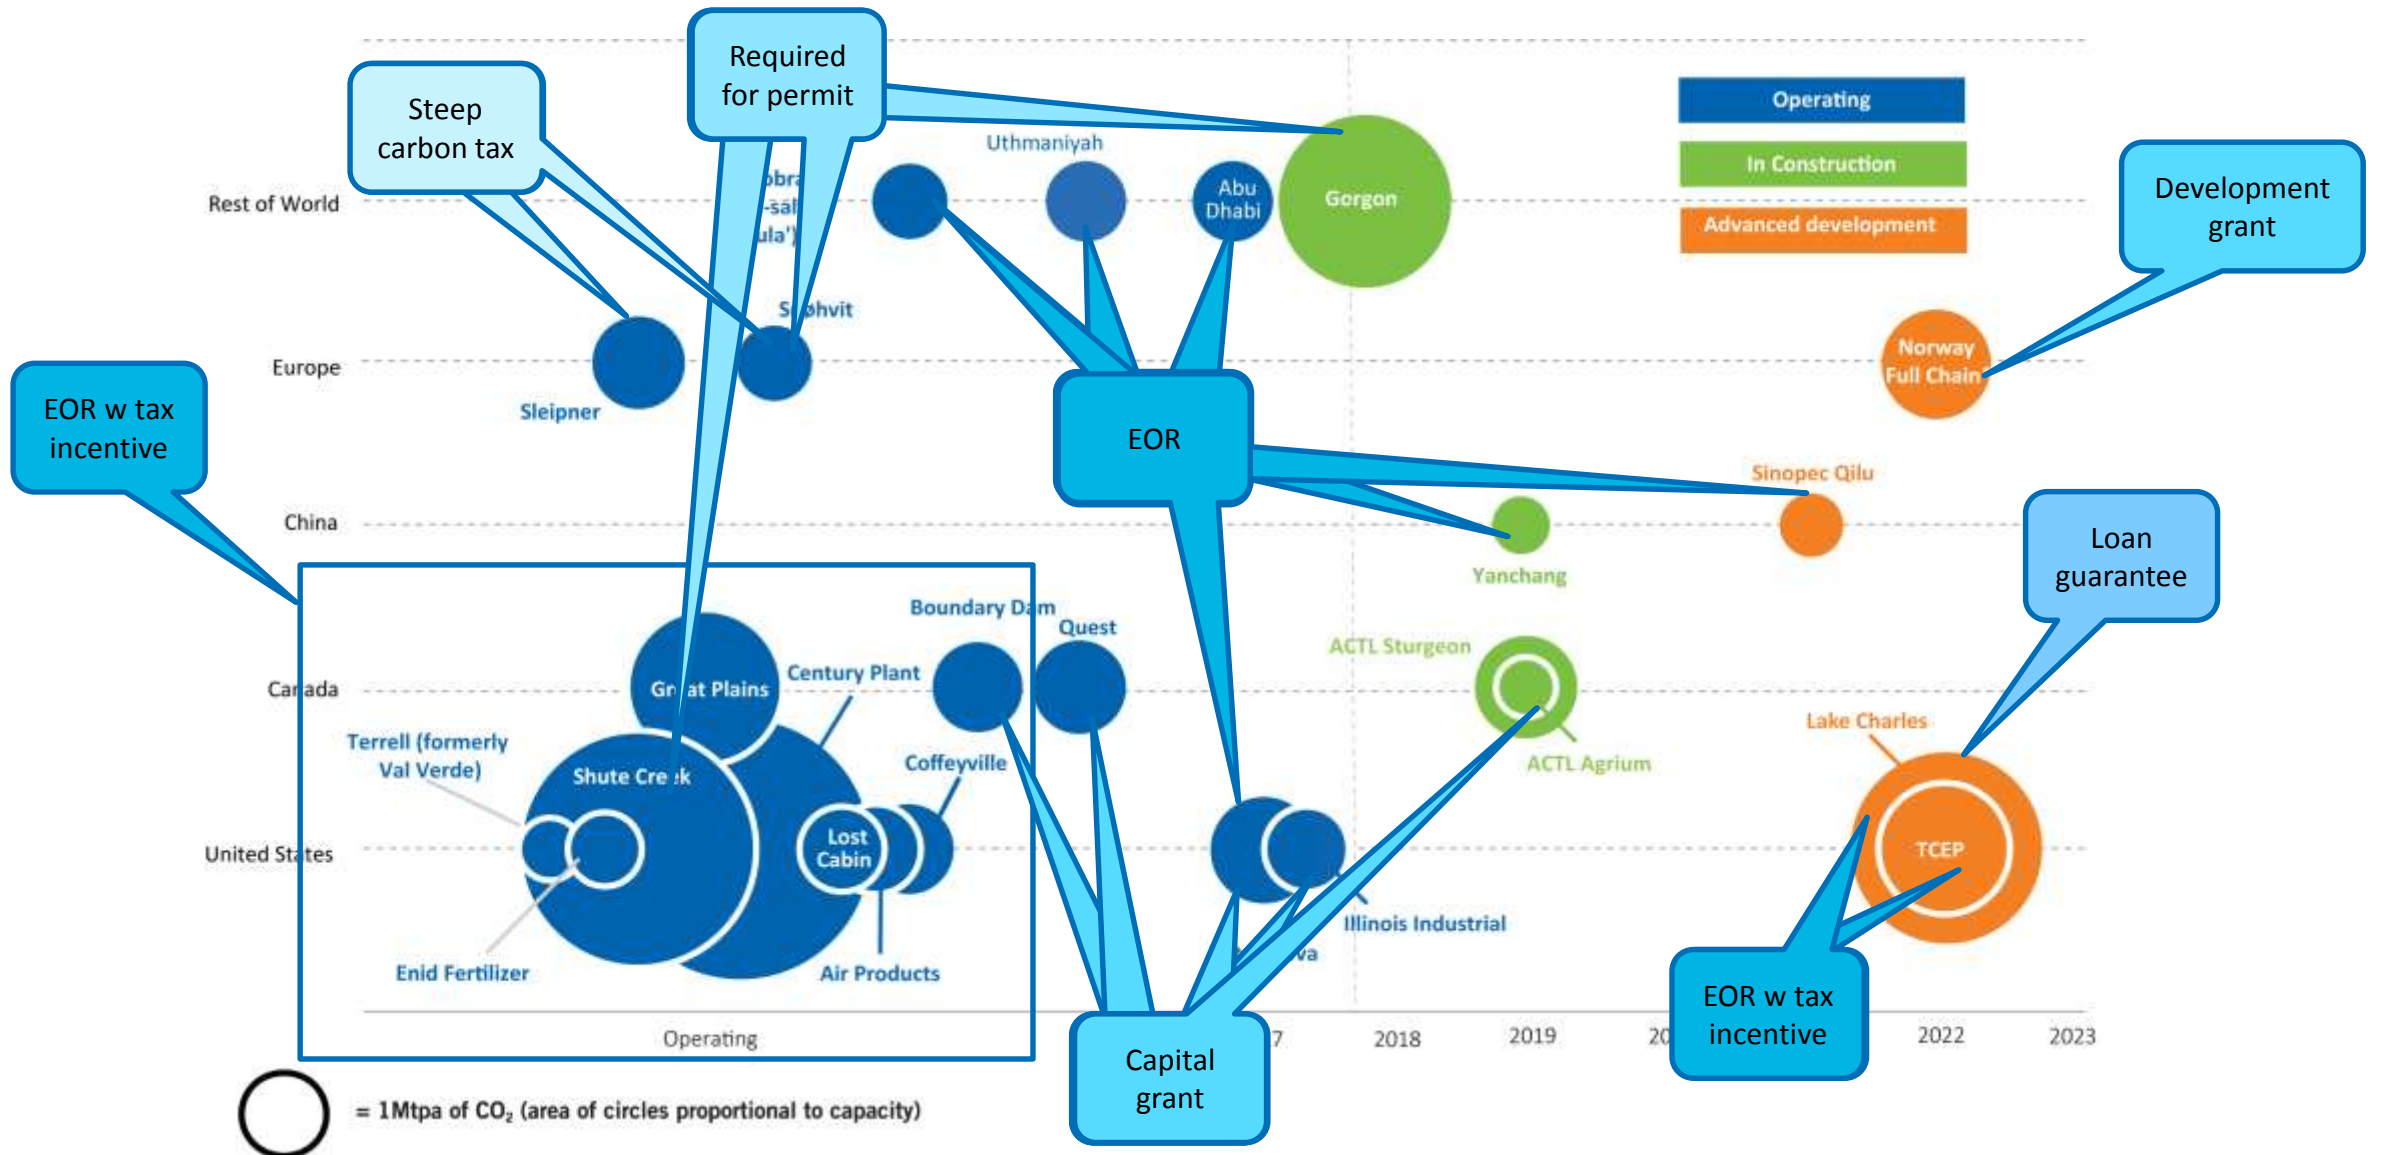 Required
for permit
Steep
carbon tax
Operating
In Construction
Advanced development
Development
grant
Uthmaniyah
Abu
Dhabi
Gorgon
Rest of World
Europe
Sleipner
Norway
Full Chain
EOR w tax
incentive
EOR
Sinopec Qilu
China
Yanchang
Loan
guarantee
Boundary Dam
Quest
Canada
Great Plains
Century Plant
ACTL Sturgeon
ACTL Agrium
Lake Charles
Terrell (formerly
Val Verde)
Shute Creek
Coffeyville
United States
Lost
Cabin
TCEP
Illinois Industrial
Enid Fertilizer
Air Products
EOR w tax
incentive
Operating
2018
2019
2022
2023
Capital
grant
= 1Mtpa of CO₂ (area of circles proportional to capacity)